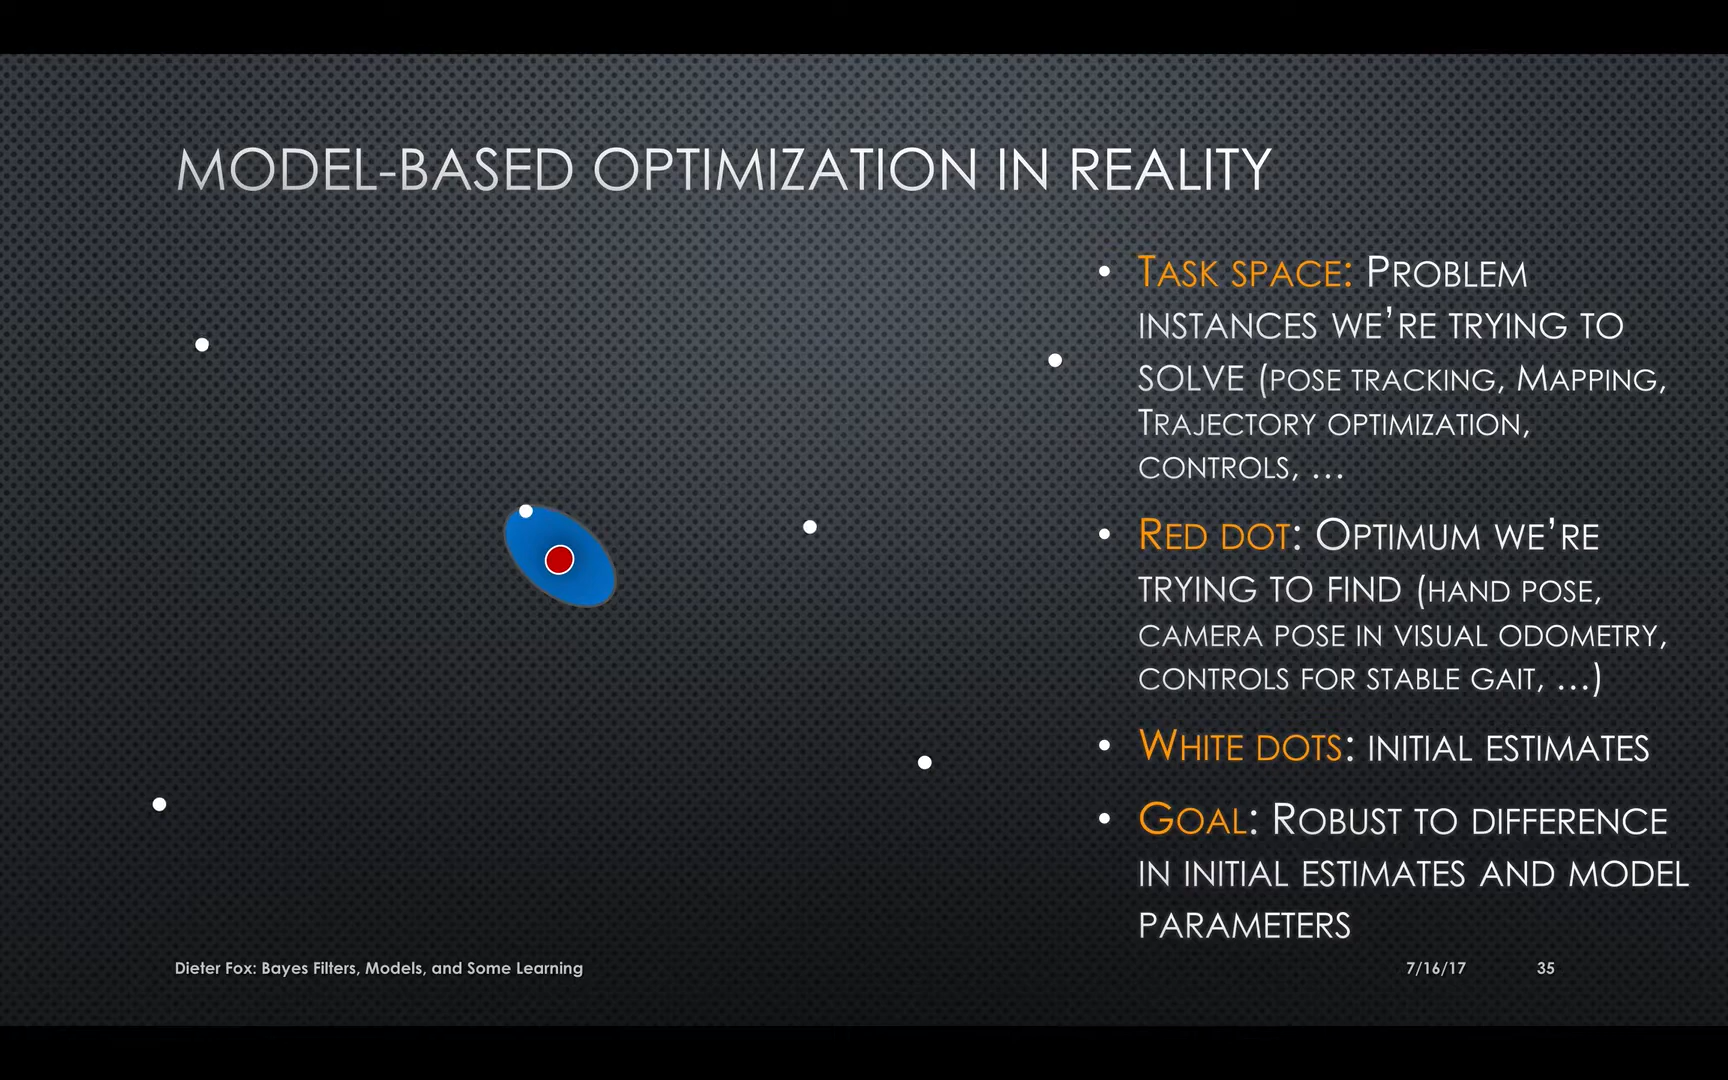 MODEL-BASED OPTIMIZATION IN REALITY
• TASK SPACE: PROBLEM
INSTANCES WE’RE TRYING TO
SOLVE (POSE TRACKING, MAPPING,
TRAJECTORY OPTIMIZATION,
CONTROLS, …
• RED DOT: OPTIMUM WE’RE
TRYING TO FIND (HAND POSE,
CAMERA POSE IN VISUAL ODOMETRY,
CONTROLS FOR STABLE GAIT, …)
• WHITE DOTS: INITIAL ESTIMATES
• GOAL: ROBUST TO DIFFERENCE
IN INITIAL ESTIMATES AND MODEL
PARAMETERS
Dieter Fox: Bayes Filters, Models, and Some Learning
7/16/17
35